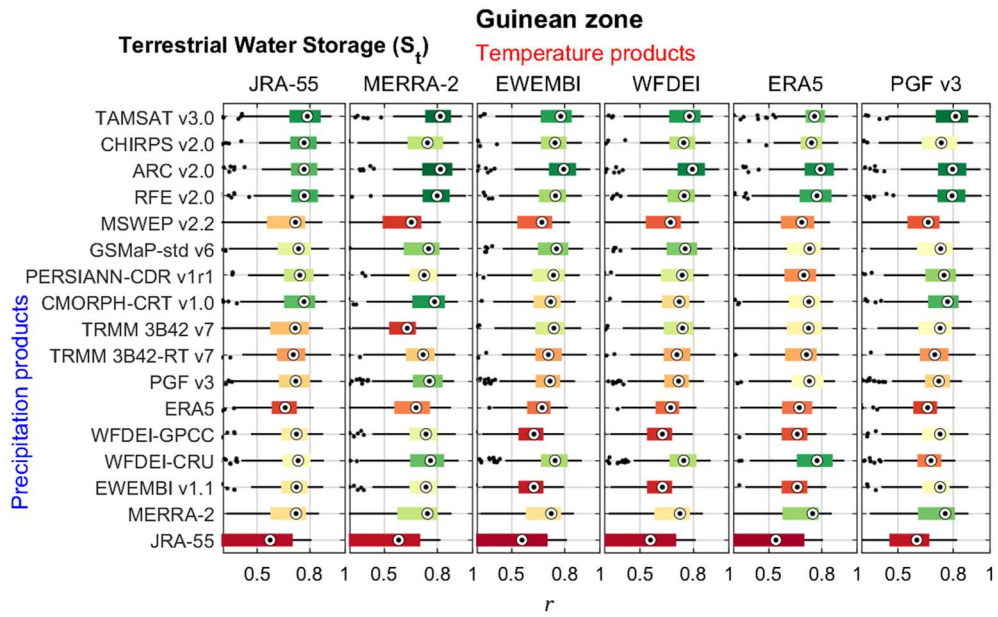 Guinean zone
Terrestrial Water Storage (St)
Temperature products
JRA-55 MERRA-2 EWEMBI WFDEI ERA5 PGF v3
Precipitation products
TAMSAT v3.0
CHIRPS v2.0
ARC v2.0
RFE v2.0
MSWEP v2.2
GSMaP-std v6
PERSIANN-CDR v1r1
CMORPH-CRT v1.0
TRMM 3B42 v7
TRMM 3B42-RT v7
PGF v3
ERA5
WFDEI-GPCC
WFDEI-CRU
EWEMBI v1.1
MERRA-2
JRA-55
0.5 0.8 1 0.5 0.8 1 0.5 0.8 1 0.5 0.8 1 0.5 0.8 1 0.5 0.8 1
r